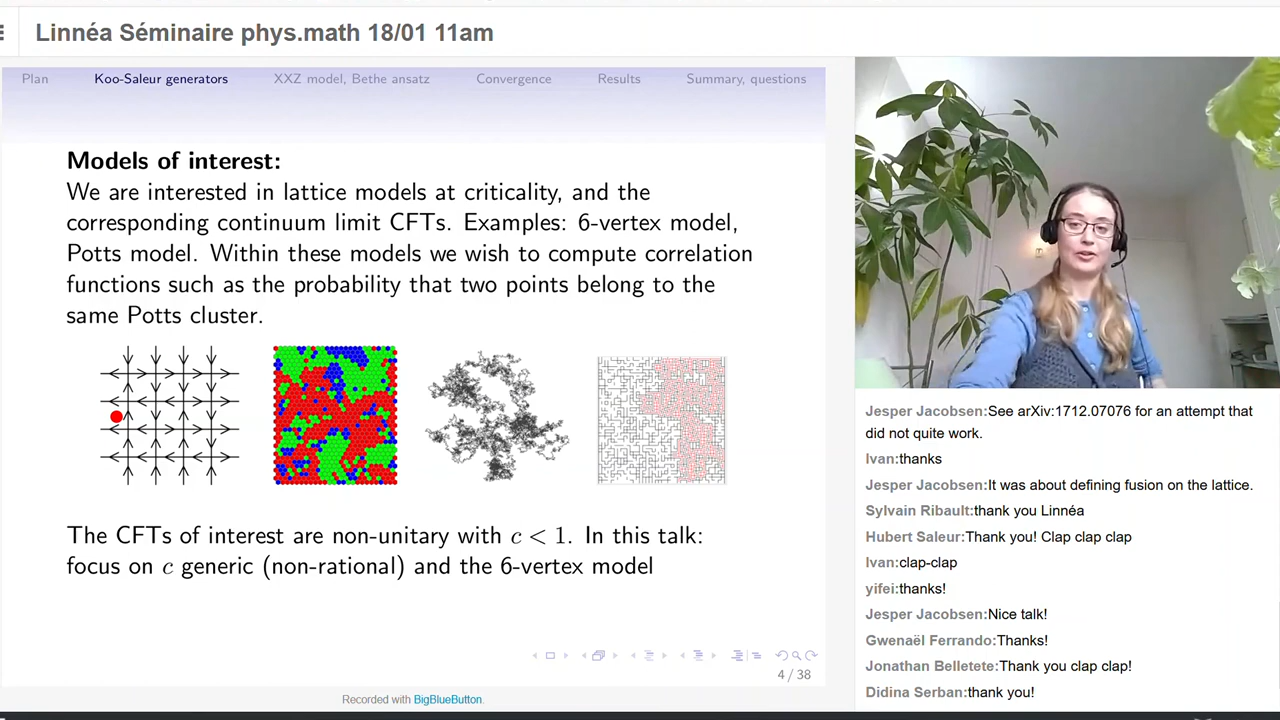 Linnéa Séminaire phys.math 18/01 11am
Plan Koo-Saleur generators XXZ model, Bethe ansatz Convergence Results Summary, questions
Models of interest:
We are interested in lattice models at criticality, and the
corresponding continuum limit CFTs. Examples: 6-vertex model,
Potts model. Within these models we wish to compute correlation
functions such as the probability that two points belong to the
same Potts cluster.
The CFTs of interest are non-unitary with c < 1. In this talk:
focus on c generic (non-rational) and the 6-vertex model
4 / 38
Recorded with BigBlueButton.
Jesper Jacobsen:See arXiv:1712.07076 for an attempt that
did not quite work.
Ivan:thanks
Jesper Jacobsen:It was about defining fusion on the lattice.
Sylvain Ribault:thank you Linnéa
Hubert Saleur:Thank you! Clap clap clap
Ivan:clap-clap
yifei:thanks!
Jesper Jacobsen:Nice talk!
Gwenaël Ferrando:Thanks!
Jonathan Belletete:Thank you clap clap!
Didina Serban:thank you!